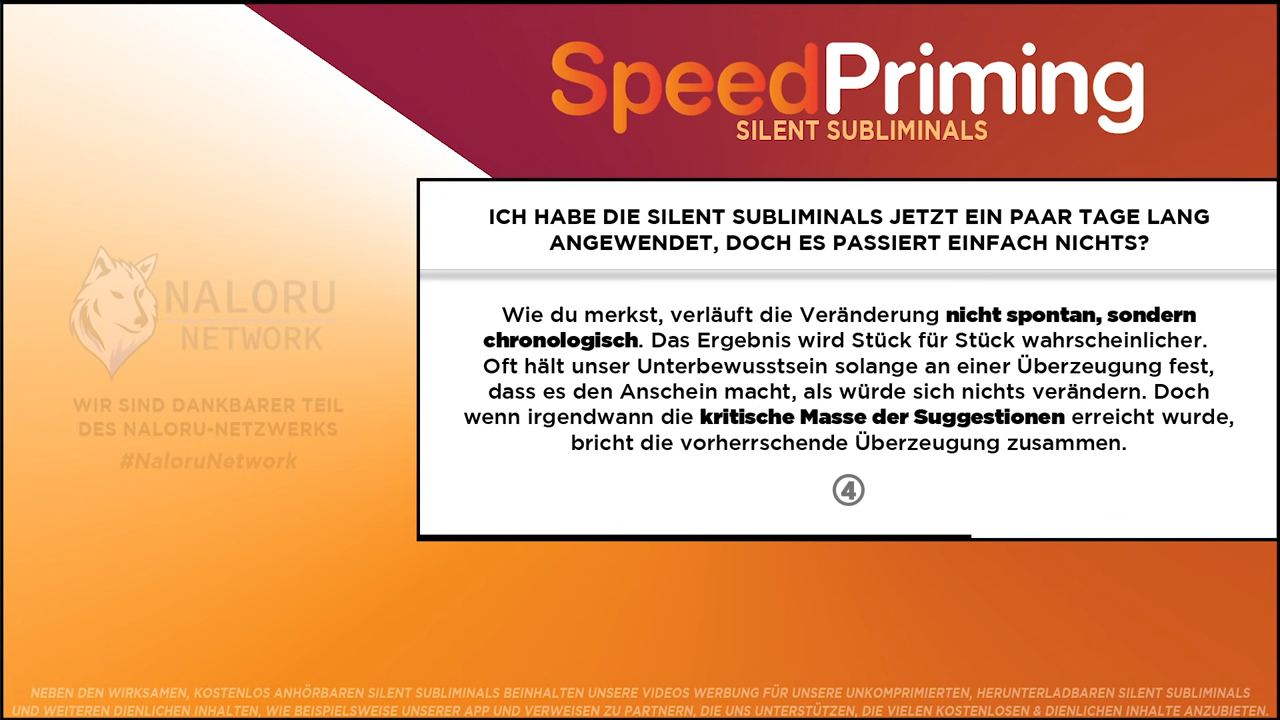 SpeedPriming
SILENT SUBLIMINALS
ICH HABE DIE SILENT SUBLIMINALS JETZT EIN PAAR TAGE LANG
ANGEWENDET, DOCH ES PASSIERT EINFACH NICHTS?
Wie du merkst, verläuft die Veränderung nicht spontan, sondern
chronologisch. Das Ergebnis wird Stück für Stück wahrscheinlicher.
Oft hält unser Unterbewusstsein solange an einer Überzeugung fest,
dass es den Anschein macht, als würde sich nichts verändern. Doch
wenn irgendwann die kritische Masse der Suggestionen erreicht wurde,
bricht die vorherrschende Überzeugung zusammen.
4
NALORU
NETWORK
WIR SIND DANKBARER TEIL
DES NALORU-NETZWERKS
#NaloruNetwork
NEBEN DEN WIRKSAMEN, KOSTENLOS ANHÖRBAREN SILENT SUBLIMINALS BEINHALTEN UNSERE VIDEOS WERBUNG FÜR UNSERE UNKOMPRIMIERTEN, HERUNTERLADBAREN SILENT SUBLIMINALS
UND WEITEREN DIENLICHEN INHALTEN, WIE BEISPIELSWEISE UNSERER APP UND VERWEISEN ZU PARTNERN, DIE UNS UNTERSTÜTZEN, DIE VIELEN KOSTENLOSEN & DIENLICHEN INHALTE ANZUBIETEN.